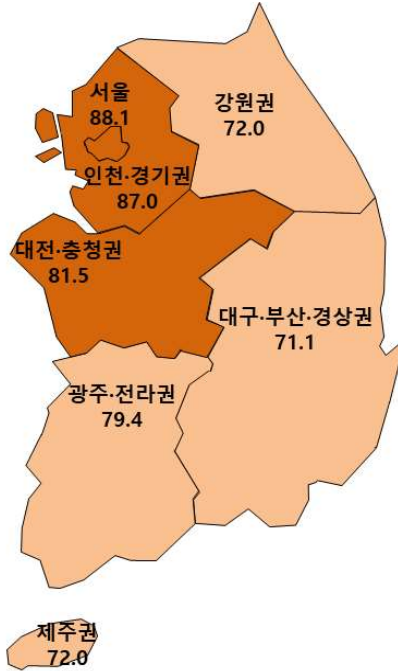 서울
88.1
강원권
72.0
인천·경기권
87.0
대전·충청권
81.5
대구·부산·경상권
71.1
광주·전라권
79.4
제주권
72.0